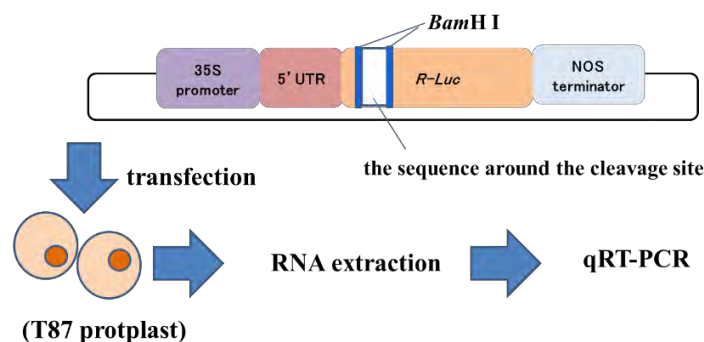 BamH I
35S
promoter
5' UTR
R-Luc
NOS
terminator
the sequence around the cleavage site
transfection
RNA extraction
qRT-PCR
(T87 protplast)